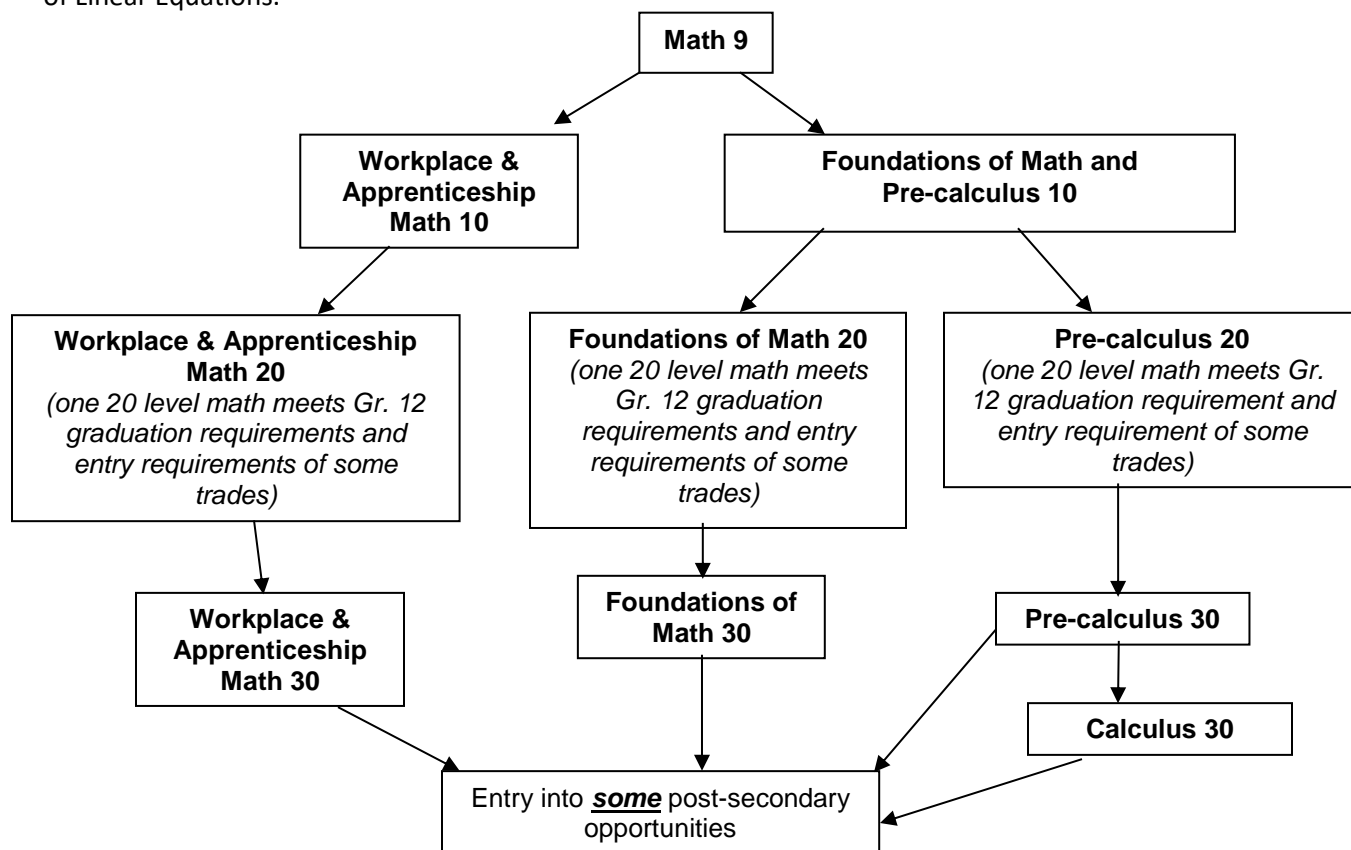 of Linear Equations.
Math 9
Workplace &
Apprenticeship
Math 10
Foundations of Math and
Pre-calculus 10
Workplace & Apprenticeship
Math 20
(one 20 level math meets Gr. 12
graduation requirements and
entry requirements of some
trades)
Foundations of Math 20
(one 20 level math meets
Gr. 12 graduation
requirements and entry
requirements of some
trades)
Pre-calculus 20
(one 20 level math meets Gr.
12 graduation requirement and
entry requirement of some
trades)
Workplace &
Apprenticeship
Math 30
Foundations of
Math 30
Pre-calculus 30
Calculus 30
Entry into some post-secondary
opportunities